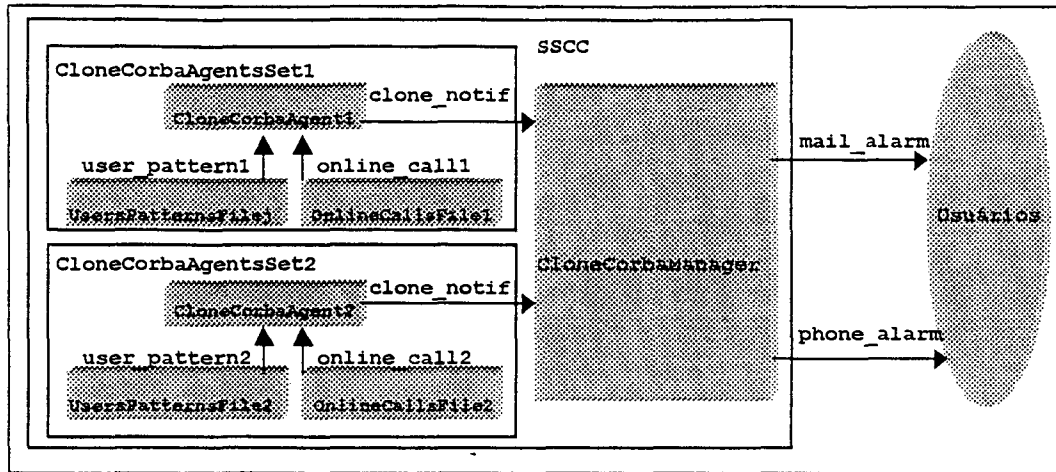 SSCC
CloneCorbaAgentsSet1
CloneCorbaAgent1
clone_notif
user_pattern1
online_call1
UsersPatternsFile1
OnlineCallsFile1
CloneCorbaAgentsSet2
CloneCorbaAgent2
clone_notif
user_pattern2
online_call2
UsersPatternsFile2
OnlineCallsFile2
CloneCorbaManager
mail_alarm
Usuários
phone_alarm